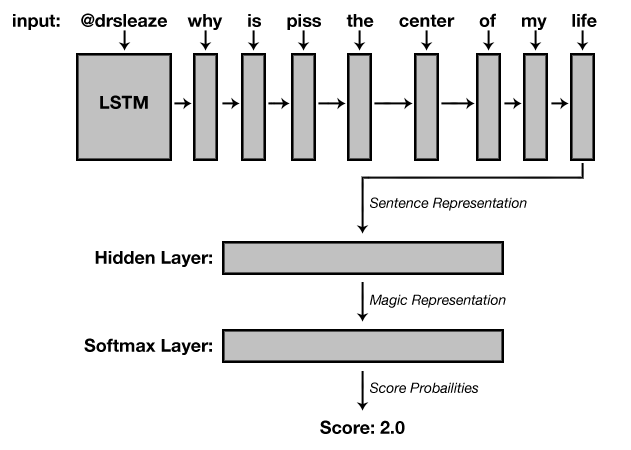 input: @drsleaze why is piss the center of my life
LSTM
Sentence Representation
Hidden Layer:
Magic Representation
Softmax Layer:
Score Probailities
Score: 2.0